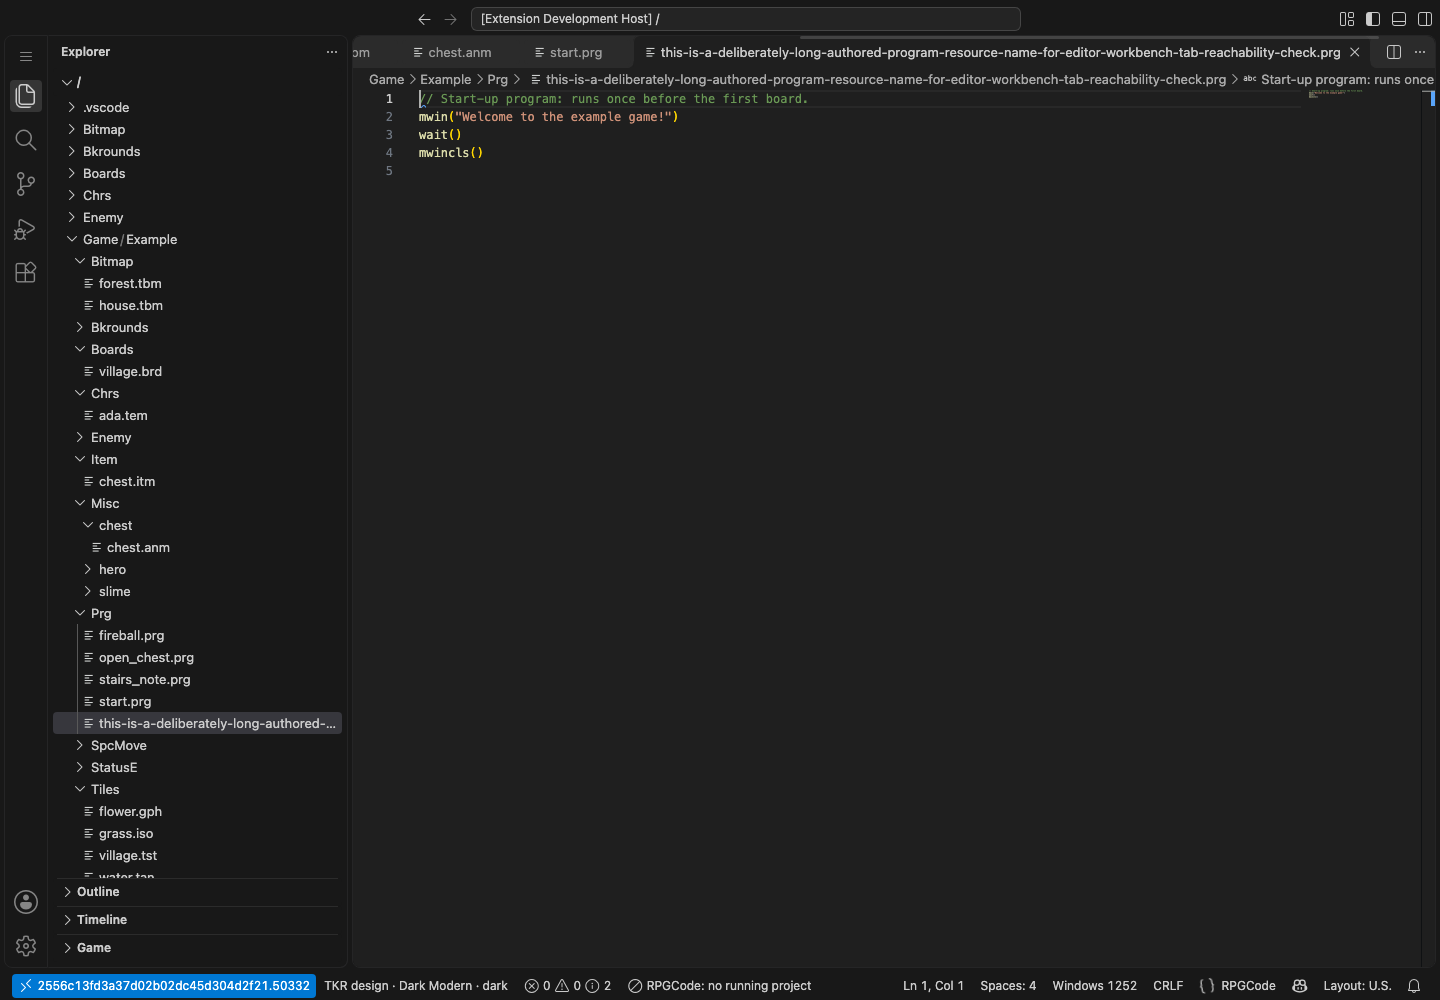 [Extension Development Host] /
Explorer
/
.vscode
Bitmap
Bkrounds
Boards
Chrs
Enemy
Game / Example
Bitmap
forest.tbm
house.tbm
Bkrounds
Boards
village.brd
Chrs
ada.tem
Enemy
Item
chest.itm
Misc
chest
chest.anm
hero
slime
Prg
fireball.prg
open_chest.prg
stairs_note.prg
start.prg
this-is-a-deliberately-long-authored-...
SpcMove
StatusE
Tiles
flower.gph
grass.iso
village.tst
water.tan
Outline
Timeline
Game
chest.anm start.prg this-is-a-deliberately-long-authored-program-resource-name-for-editor-workbench-tab-reachability-check.prg
Game > Example > Prg > this-is-a-deliberately-long-authored-program-resource-name-for-editor-workbench-tab-reachability-check.prg > abc Start-up program: runs once
1 // Start-up program: runs once before the first board.
2 mwin("Welcome to the example game!")
3 wait()
4 mwincls()
5
2556c13fd3a37d02b02dc45d304d2f21.50332 TKR design · Dark Modern · dark 0 0 2 RPGCode: no running project Ln 1, Col 1 Spaces: 4 Windows 1252 CRLF { } RPGCode Layout: U.S.